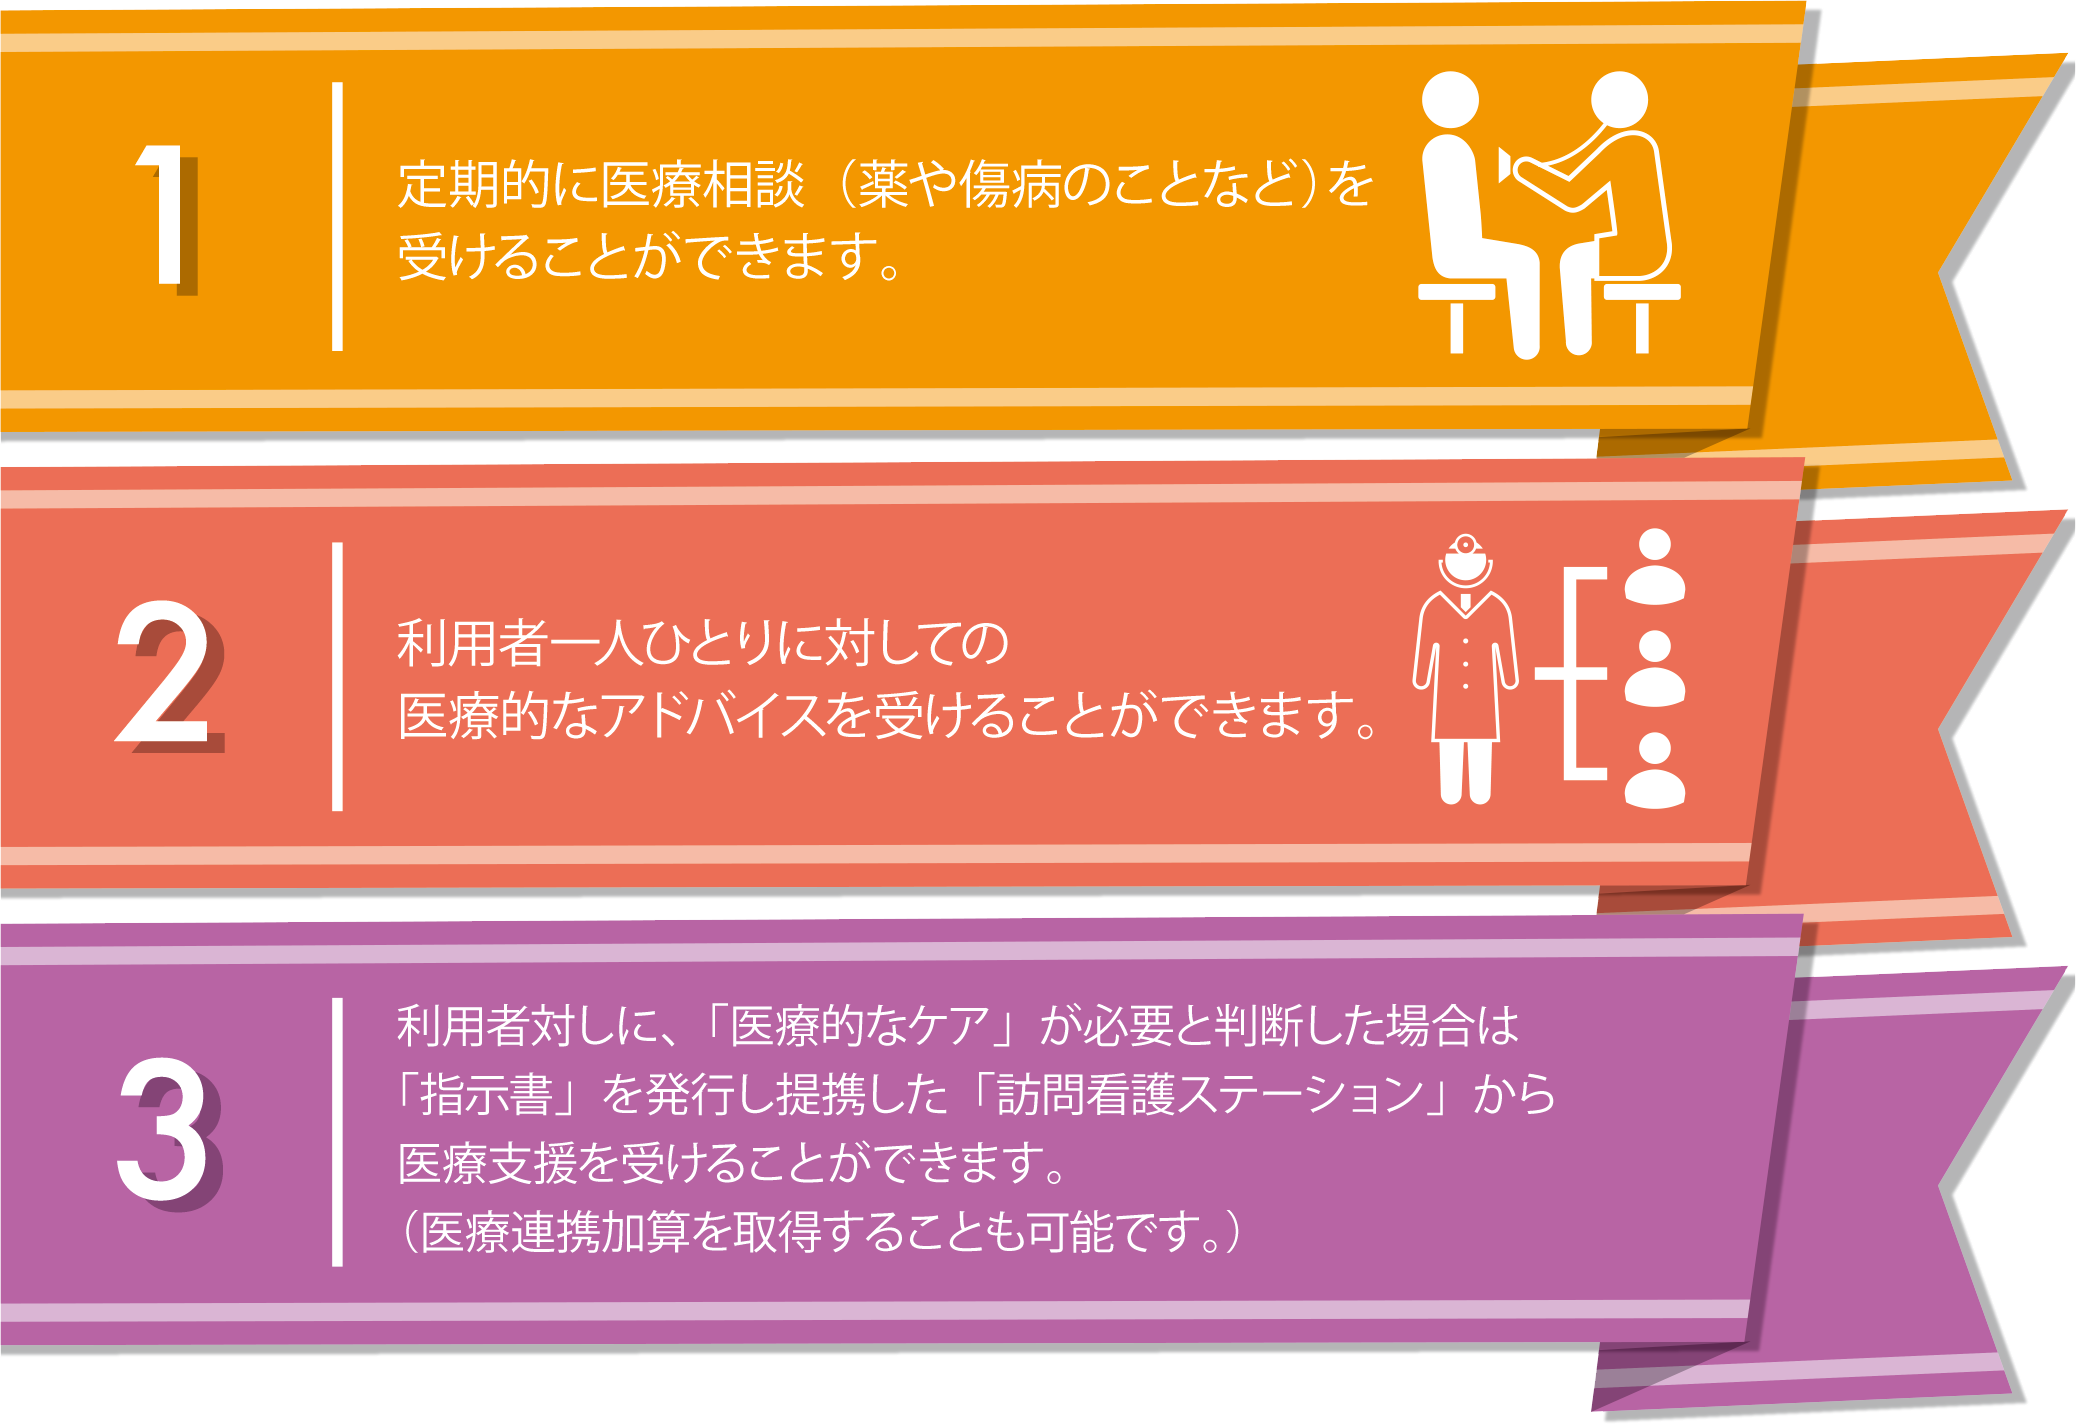 1
定期的に医療相談（薬や傷病のことなど）を
受けることができます。
2
利用者一人ひとりに対しての
医療的なアドバイスを受けることができます。
3
利用者対しに、「医療的なケア」が必要と判断した場合は
「指示書」を発行し提携した「訪問看護ステーション」から
医療支援を受けることができます。
（医療連携加算を取得することも可能です。）